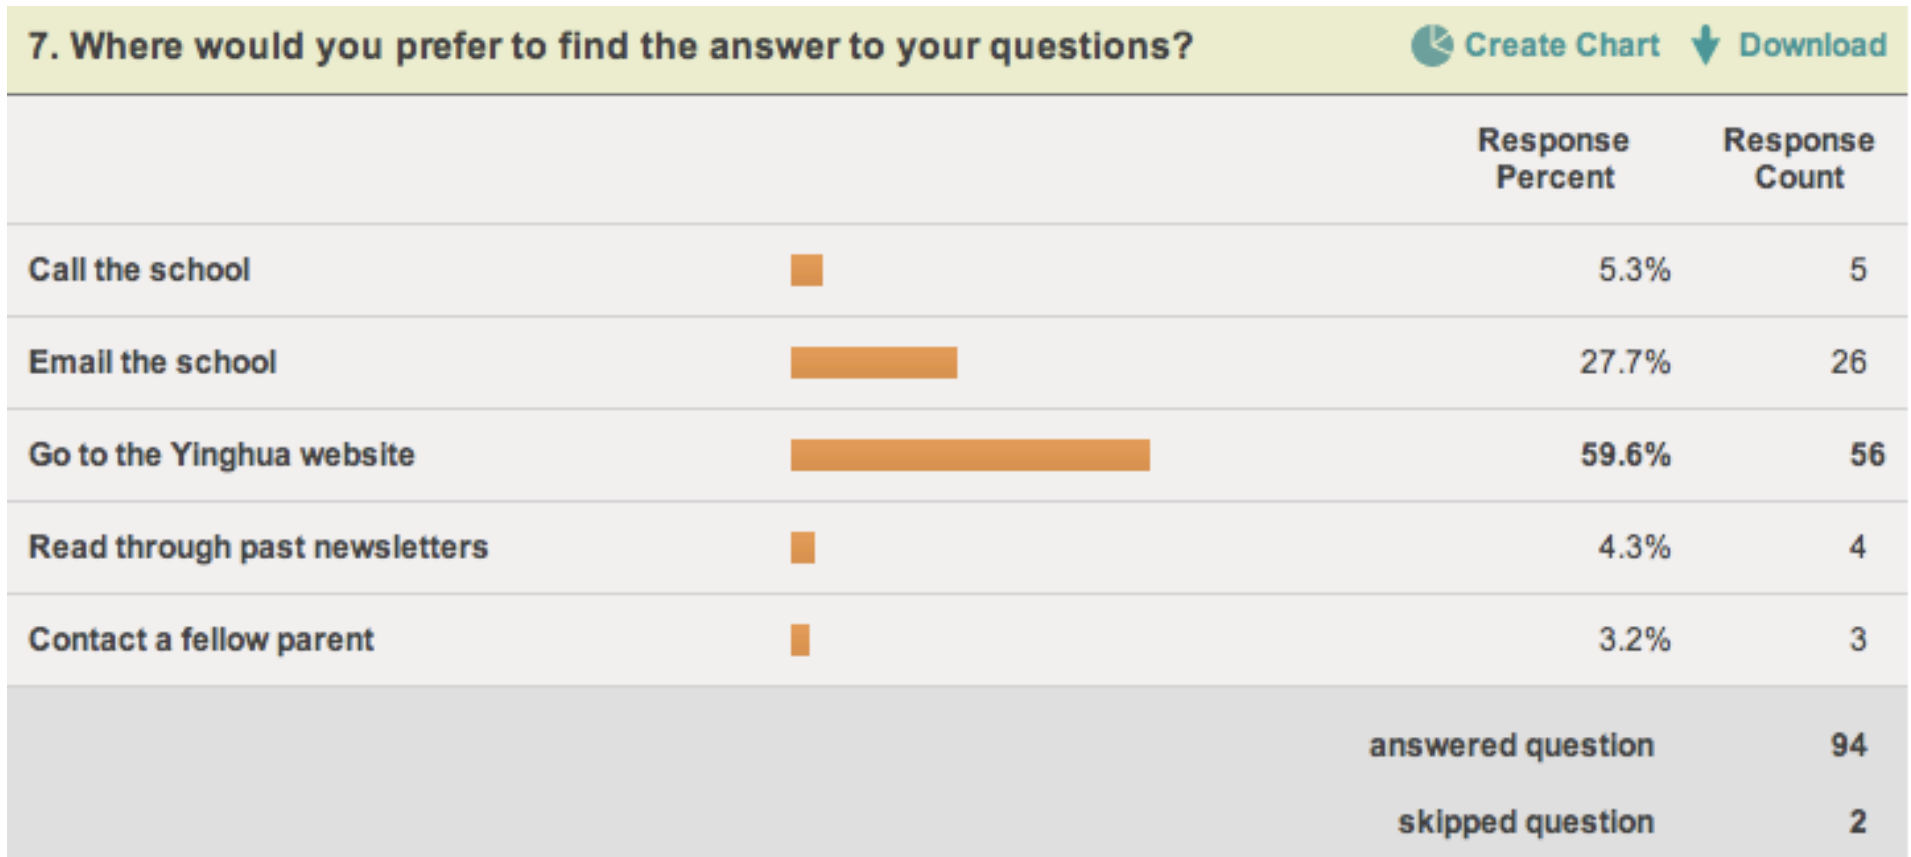 7. Where would you prefer to find the answer to your questions? Create Chart Download
Response Percent Response Count
Call the school 5.3% 5
Email the school 27.7% 26
Go to the Yinghua website 59.6% 56
Read through past newsletters 4.3% 4
Contact a fellow parent 3.2% 3
answered question 94
skipped question 2